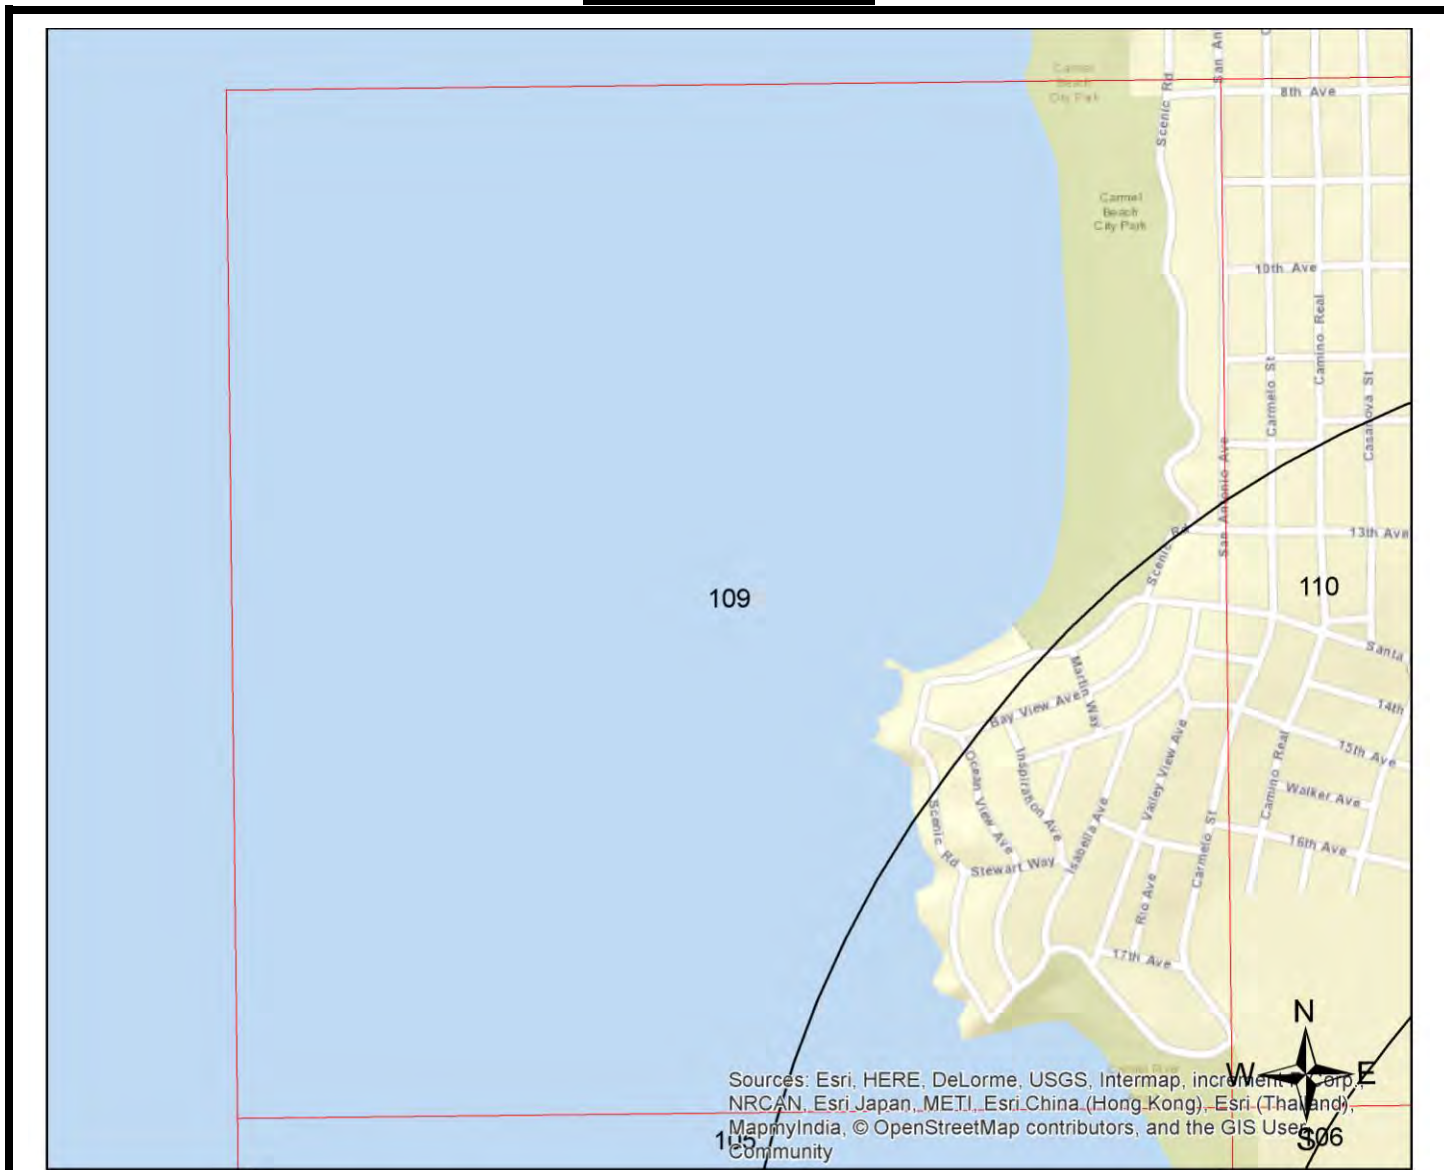 San An
Carmel
Beach
City Park
Scenic Rd
8th Ave
Carmel
Beach
City Park
10th Ave
Camino Real
Carmelo St
Casanova St
San Antonio Ave
Scenic Rd
13th Ave
109
110
Santa
Martin Way
14th
Bay View Ave
15th Ave
Ocean View Ave
Inspiration Ave
Valley View Ave
Camino Real
Walker Ave
Scenic Rd
Isabella Ave
Carmelo St
16th Ave
Stewart Way
Rio Ave
17th Ave
N
W
E
S
Sources: Esri, HERE, DeLorme, USGS, Intermap, increment P Corp.,
NRCAN, Esri Japan, METI, Esri China (Hong Kong), Esri (Thailand),
MapmyIndia, © OpenStreetMap contributors, and the GIS User
Community
105
106